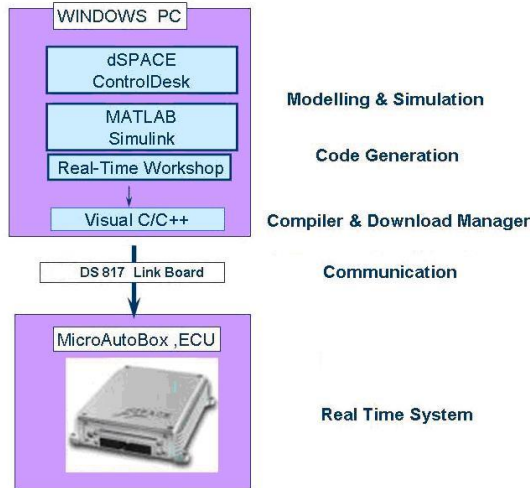 WINDOWS PC
dSPACE
ControlDesk
Modelling & Simulation
MATLAB
Simulink
Code Generation
Real-Time Workshop
Visual C/C++
Compiler & Download Manager
DS 817 Link Board
Communication
MicroAutoBox ,ECU
dSPACE
Real Time System